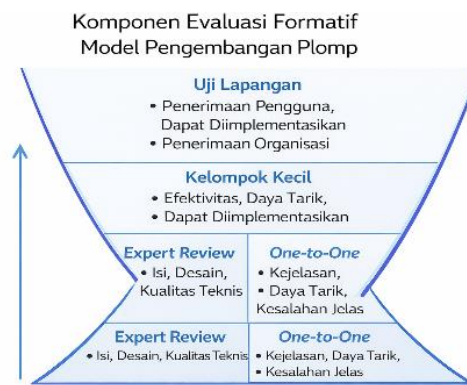 Komponen Evaluasi Formatif
Model Pengembangan Plomp
Uji Lapangan
• Penerimaan Pengguna,
Dapat Diimplementasikan
• Penerimaan Organisasi
Kelompok Kecil
• Efektivitas, Daya Tarik,
• Dapat Diimplementasikan
Expert Review
• Isi, Desain,
Kualitas Teknis
One-to-One
• Kejelasan,
• Daya Tarik,
Kesalahan Jelas
Expert Review
• Isi, Desain, Kualitas Teknis
One-to-One
• Kejelasan, Daya Tarik,
• Kesalahan Jelas